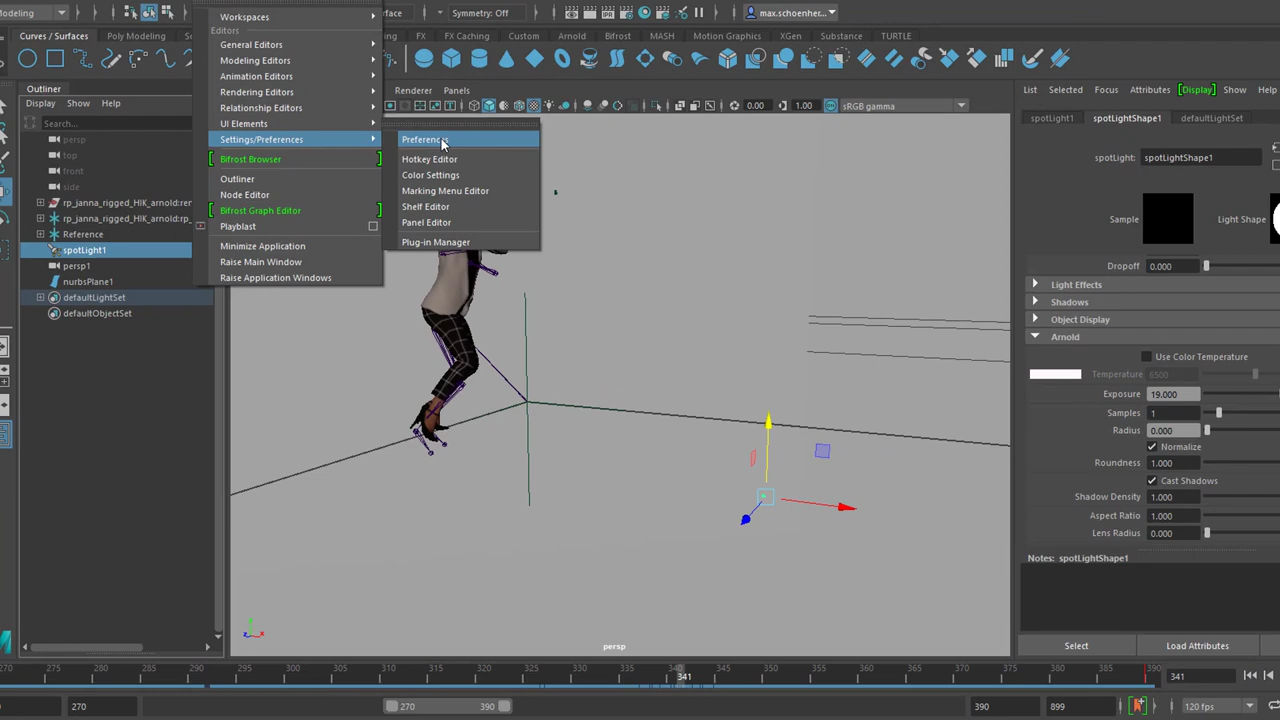 Modeling
Workspaces
Editors
General Editors
Modeling Editors
Animation Editors
Rendering Editors
Relationship Editors
UI Elements
Settings/Preferences
Bifrost Browser
Outliner
Node Editor
Bifrost Graph Editor
Playblast
Minimize Application
Raise Main Window
Raise Application Windows
Preferences
Hotkey Editor
Color Settings
Marking Menu Editor
Shelf Editor
Panel Editor
Plug-in Manager
Symmetry: Off
IPR
max.schoenher...
Curves / Surfaces
Poly Modeling
FX
FX Caching
Custom
Arnold
Bifrost
MASH
Motion Graphics
XGen
Substance
TURTLE
Outliner
Display
Show
Help
Search...
persp
top
front
side
rp_janna_rigged_HIK_arnold:ren
rp_janna_rigged_HIK_arnold:rp_
Reference
spotLight1
persp1
nurbsPlane1
defaultLightSet
defaultObjectSet
Renderer
Panels
0.00
1.00
sRGB gamma
persp
List
Selected
Focus
Attributes
Display
Show
Help
spotLight1
spotLightShape1
defaultLightSet
spotLight:
spotLightShape1
Sample
Light Shape
Dropoff
0.000
Light Effects
Shadows
Object Display
Arnold
Use Color Temperature
Temperature
6500
Exposure
19.000
Samples
1
Radius
0.000
Normalize
Roundness
1.000
Cast Shadows
Shadow Density
1.000
Aspect Ratio
1.000
Lens Radius
0.000
Notes: spotLightShape1
Select
Load Attributes
270
275
280
285
290
295
300
305
310
315
320
325
330
335
341
345
350
355
360
365
370
375
380
385
390
341
270
270
390
390
899
120 fps